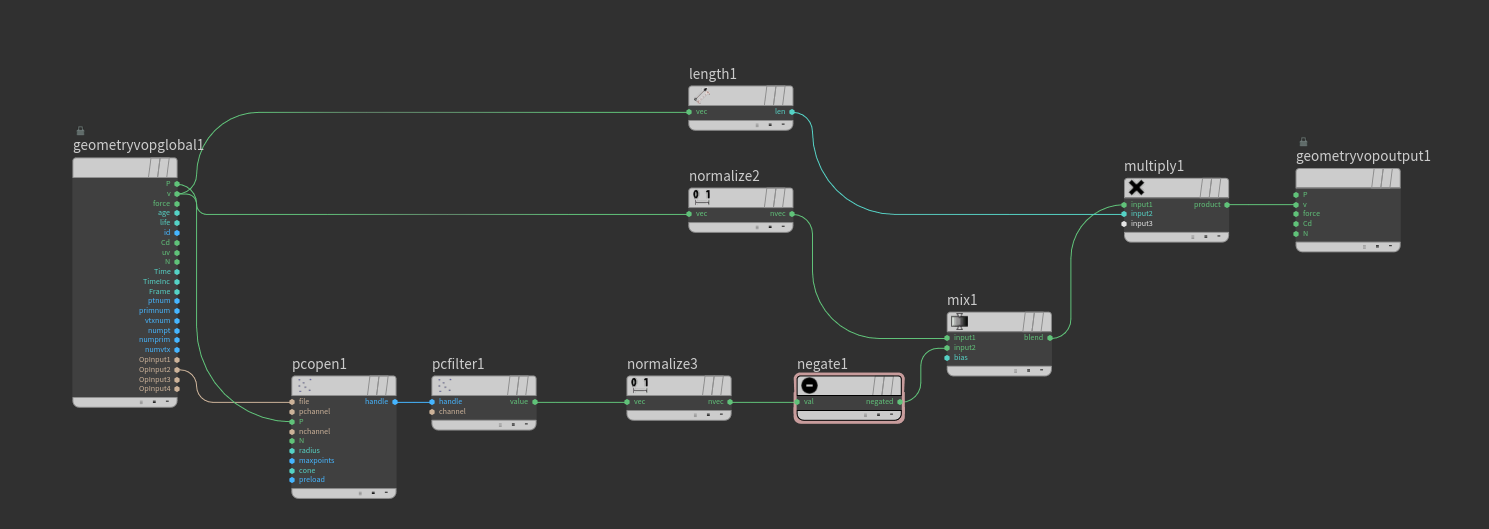 length1
vec
len
geometryvopglobal1
P
v
force
age
life
id
Cd
uv
N
Time
TimeInc
Frame
ptnum
primnum
vtxnum
numpt
numprim
numvtx
OpInput1
OpInput2
OpInput3
OpInput4
normalize2
0 1
vec
nvec
multiply1
input1
product
input2
input3
geometryvopoutput1
P
v
force
Cd
N
mix1
input1
blend
input2
bias
pcopen1
file
handle
pchannel
P
nchannel
N
radius
maxpoints
cone
preload
pcfilter1
handle
value
channel
normalize3
0 1
vec
nvec
negate1
val
negated